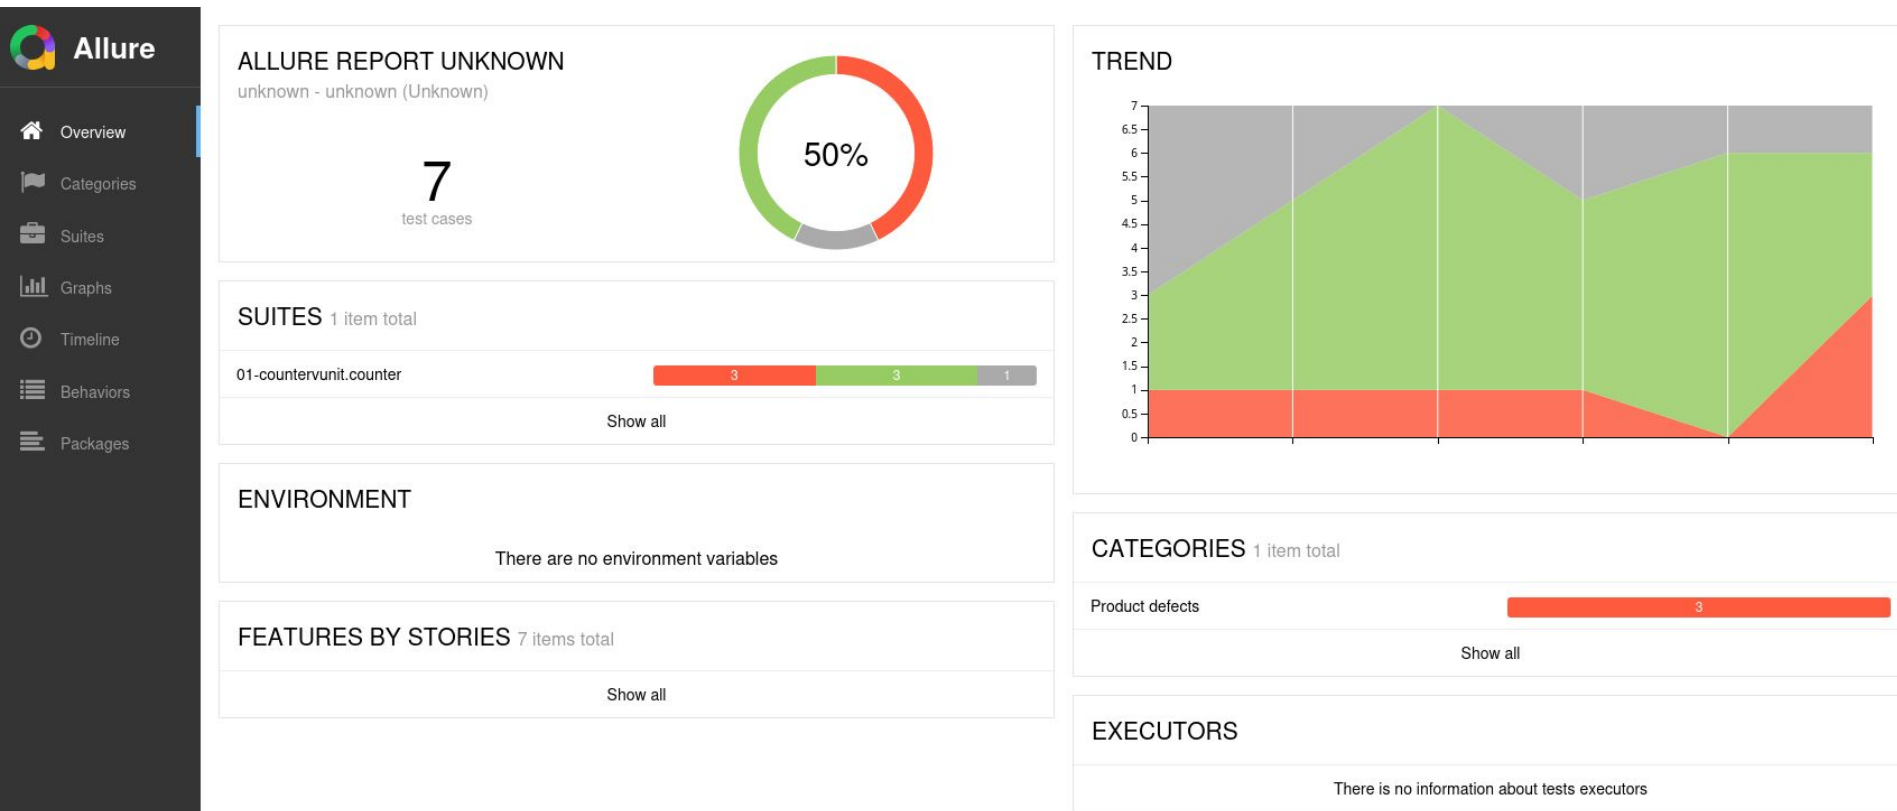 Allure
Overview
Categories
Suites
Graphs
Timeline
Behaviors
Packages
ALLURE REPORT UNKNOWN
unknown - unknown (Unknown)
7
test cases
50%
SUITES 1 item total
01-countervunit.counter 3 3 1
Show all
ENVIRONMENT
There are no environment variables
FEATURES BY STORIES 7 items total
Show all
TREND
7
6.5
6
5.5
5
4.5
4
3.5
3
2.5
2
1.5
1
0.5
0
CATEGORIES 1 item total
Product defects 3
Show all
EXECUTORS
There is no information about tests executors